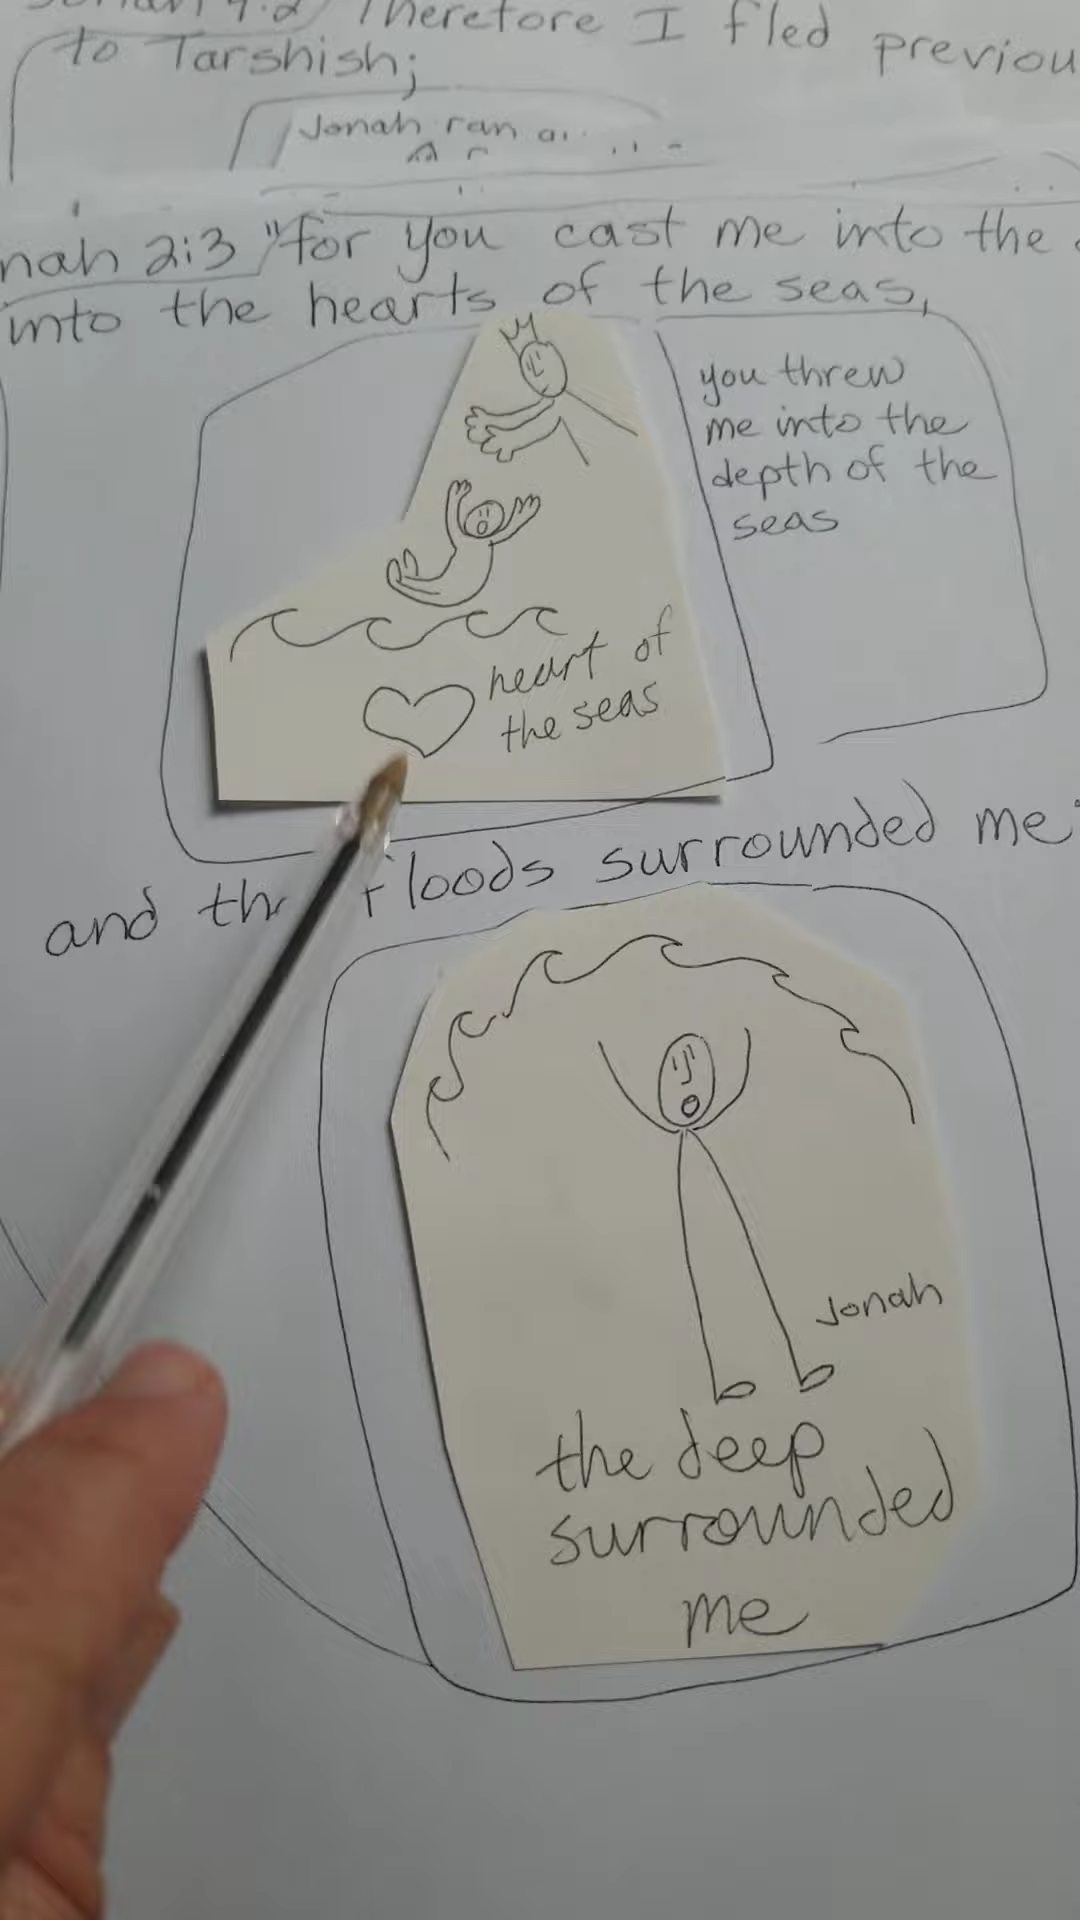 4:2 Therefore I fled previou
to Tarshish;
Jonah ran
nah 2:3 "for you cast me into the
into the hearts of the seas,
you threw
me into the
depth of the
seas
heart of
the seas
and th floods surrounded me
Jonah
the deep
surrounded
me